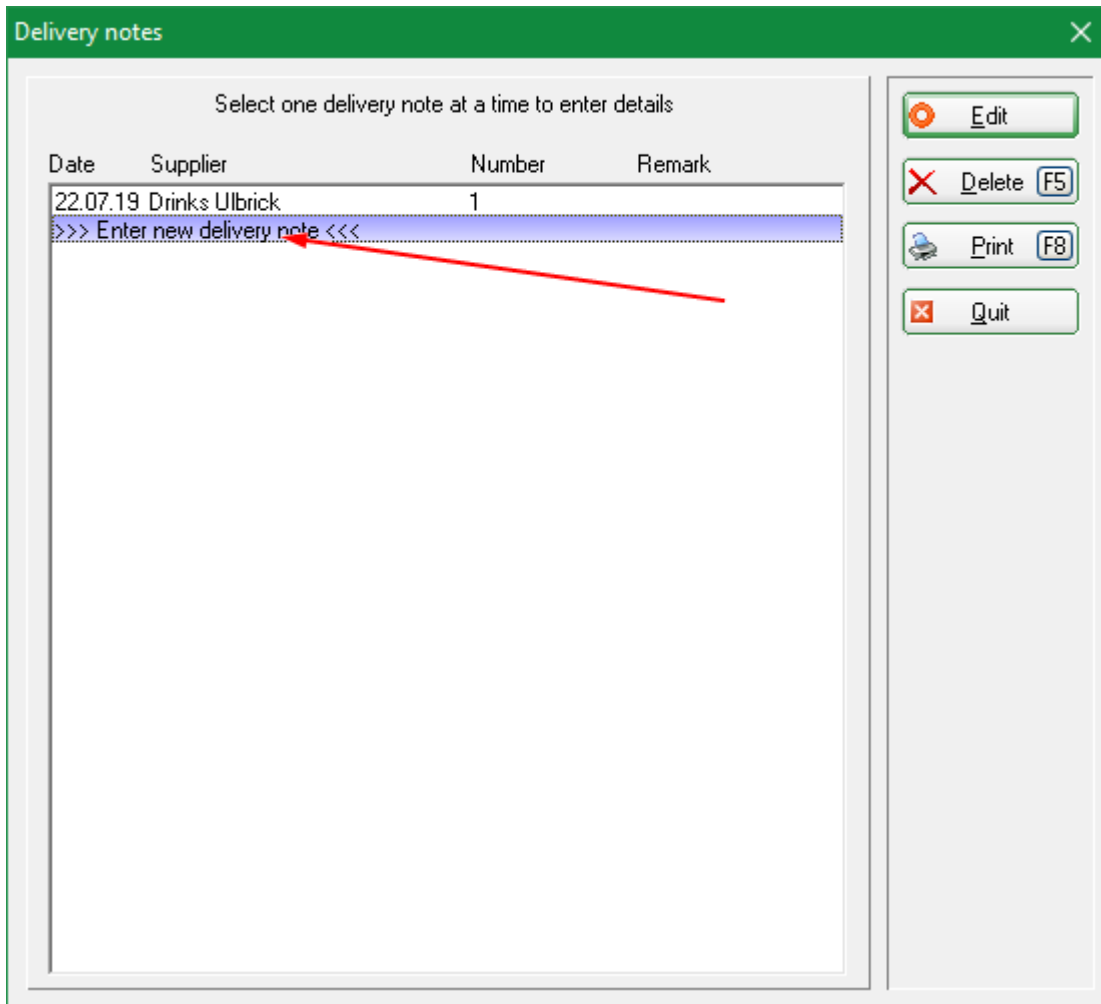 Delivery notes
Select one delivery note at a time to enter details
Date Supplier Number Remark
22.07.19 Drinks Ulbrick 1
>>> Enter new delivery note <<<
Edit
Delete F5
Print F8
Quit